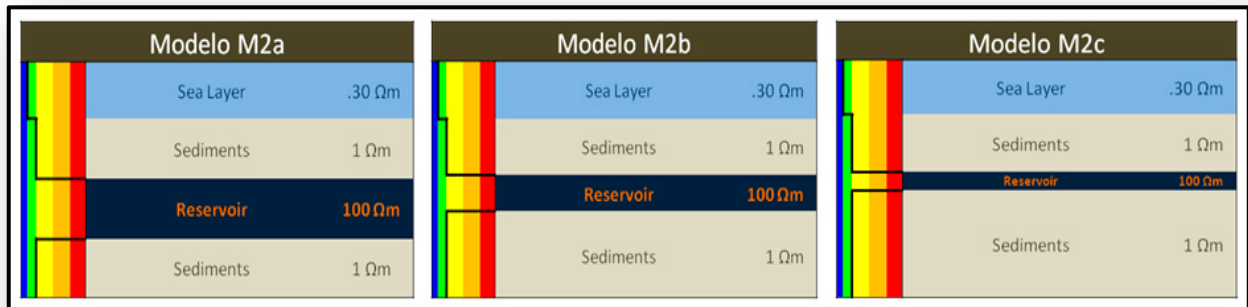 Modelo M2a
Sea Layer .30 Ωm
Sediments 1 Ωm
Reservoir 100 Ωm
Sediments 1 Ωm
Modelo M2b
Sea Layer .30 Ωm
Sediments 1 Ωm
Reservoir 100 Ωm
Sediments 1 Ωm
Modelo M2c
Sea Layer .30 Ωm
Sediments 1 Ωm
Reservoir 100 Ωm
Sediments 1 Ωm